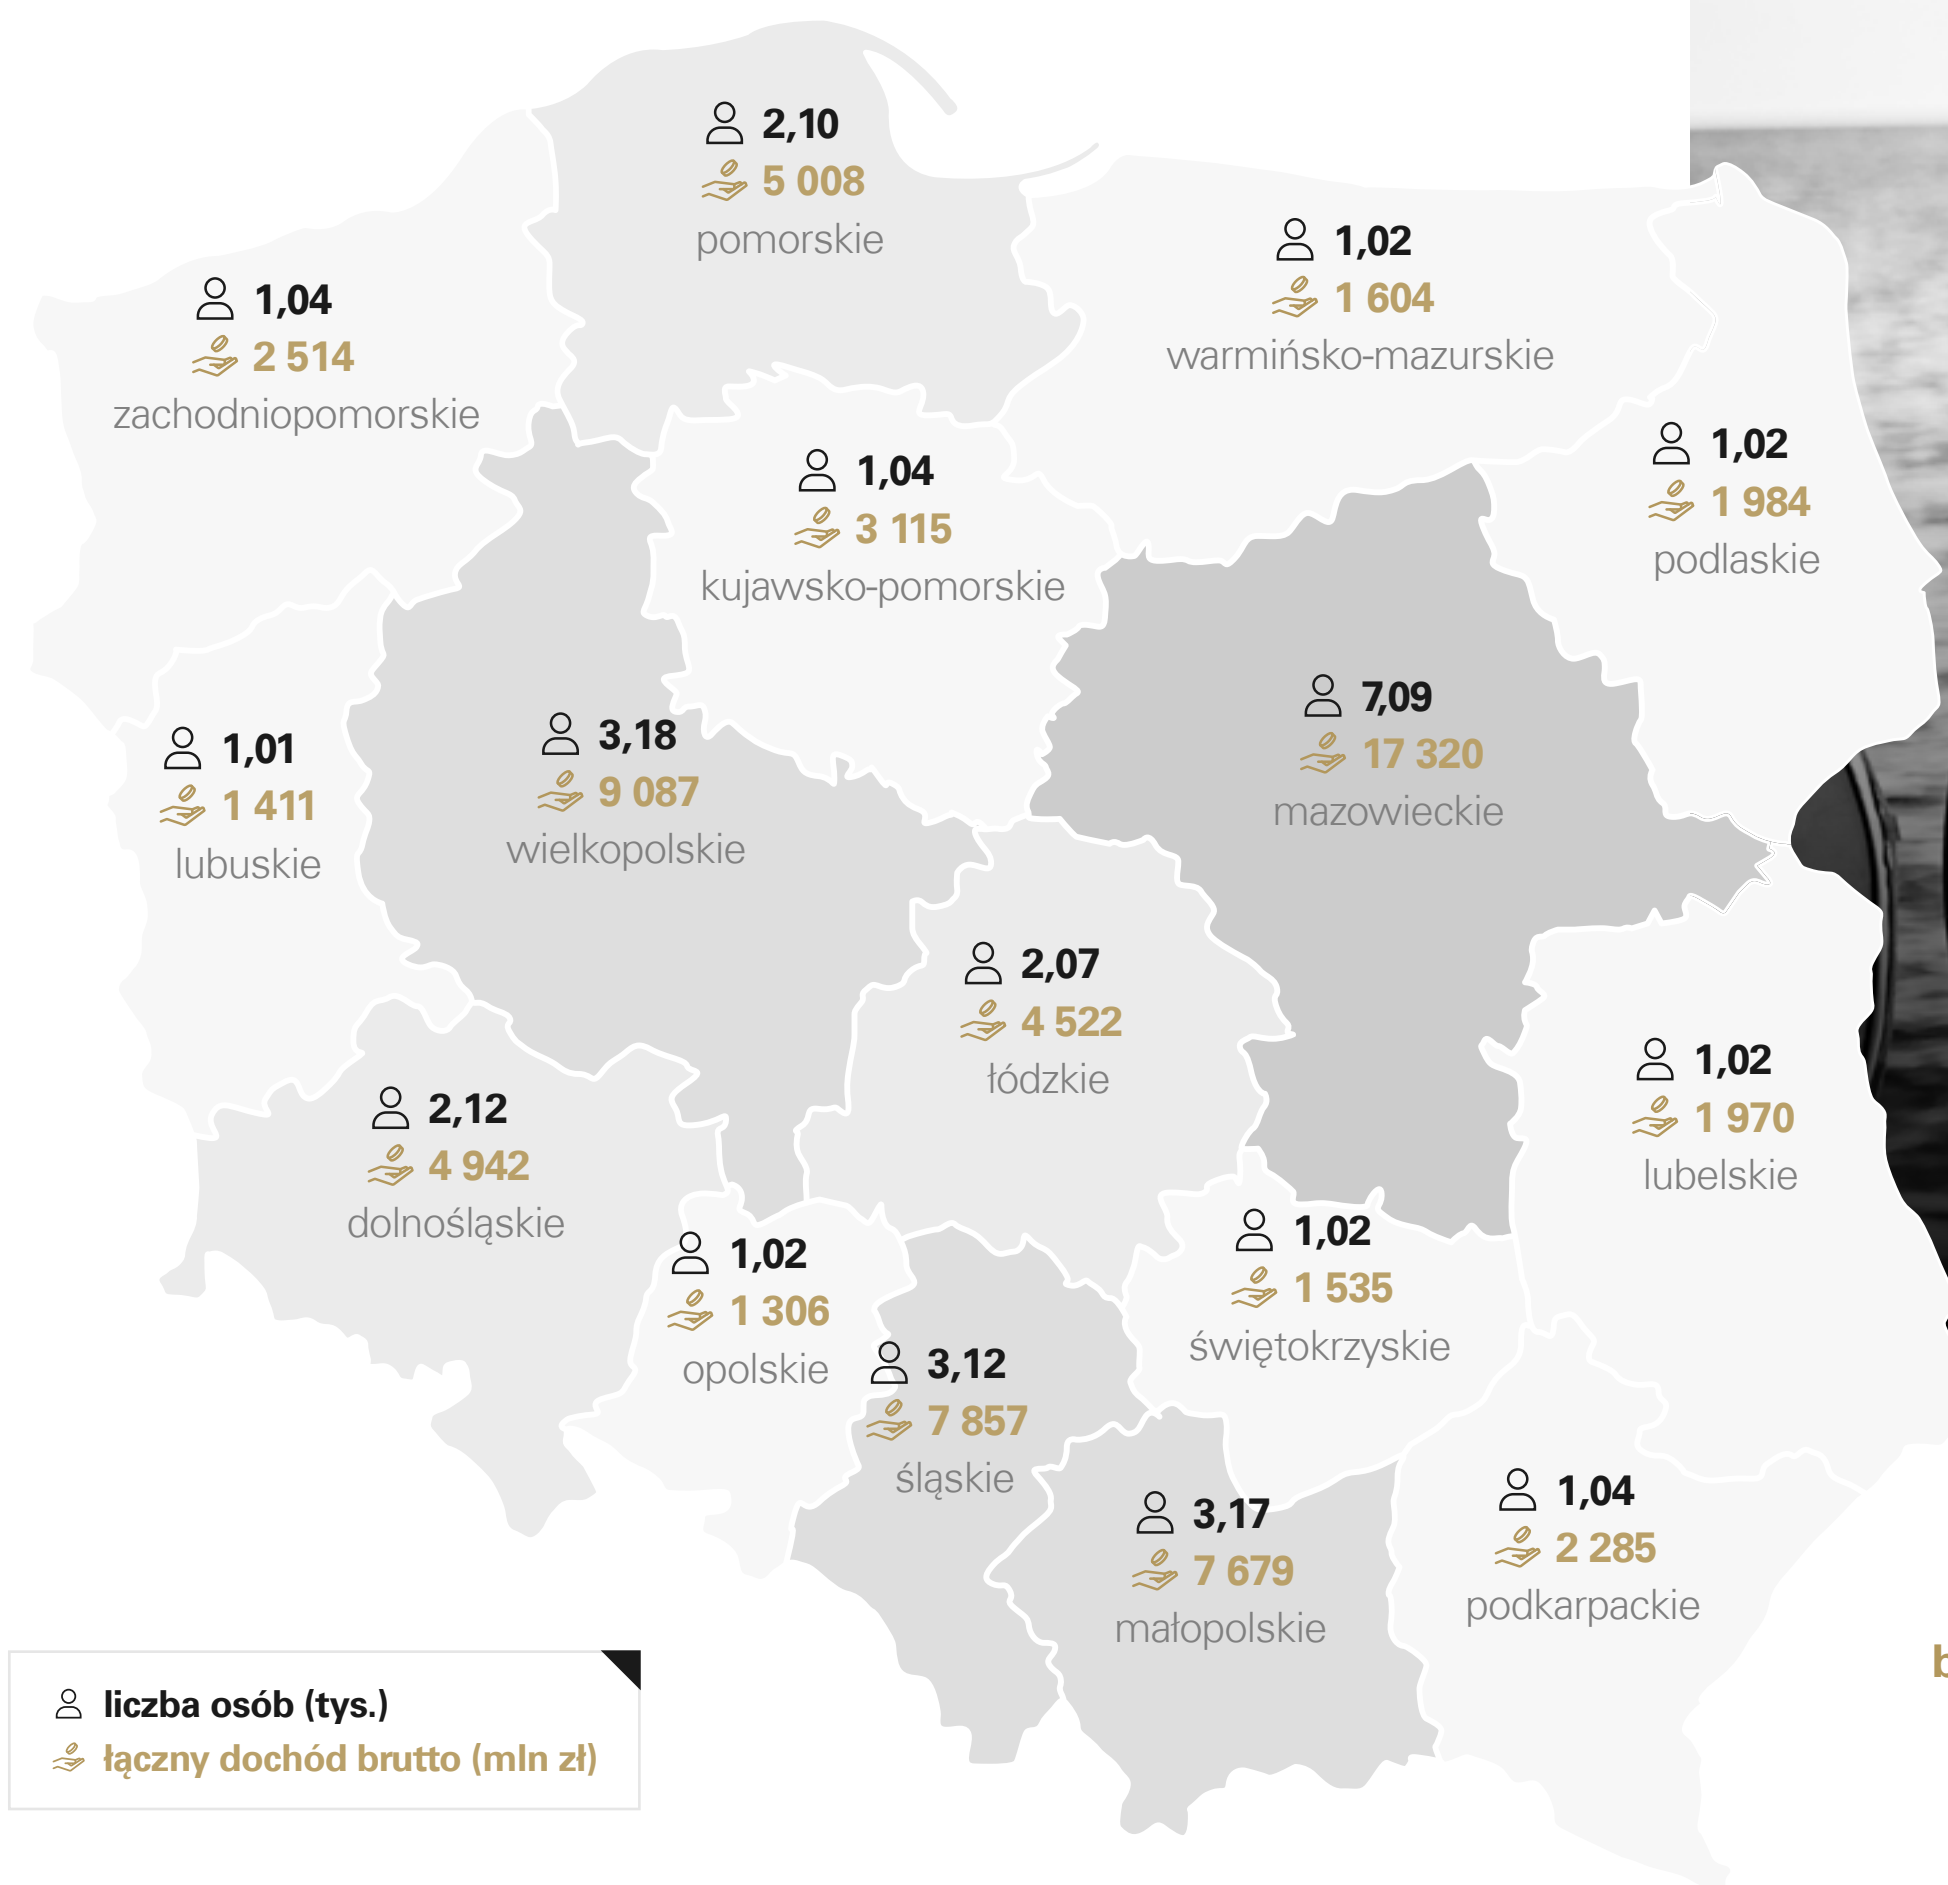 2,10
5 008
pomorskie
1,02
1 604
warmińsko-mazurskie
1,04
2 514
zachodniopomorskie
1,02
1 984
podlaskie
1,04
3 115
kujawsko-pomorskie
7,09
17 320
mazowieckie
3,18
9 087
wielkopolskie
1,01
1 411
lubuskie
2,07
4 522
łódzkie
1,02
1 970
lubelskie
2,12
4 942
dolnośląskie
1,02
1 535
świętokrzyskie
1,02
1 306
opolskie
3,12
7 857
śląskie
1,04
2 285
podkarpackie
3,17
7 679
małopolskie
liczba osób (tys.)
łączny dochód brutto (mln zł)